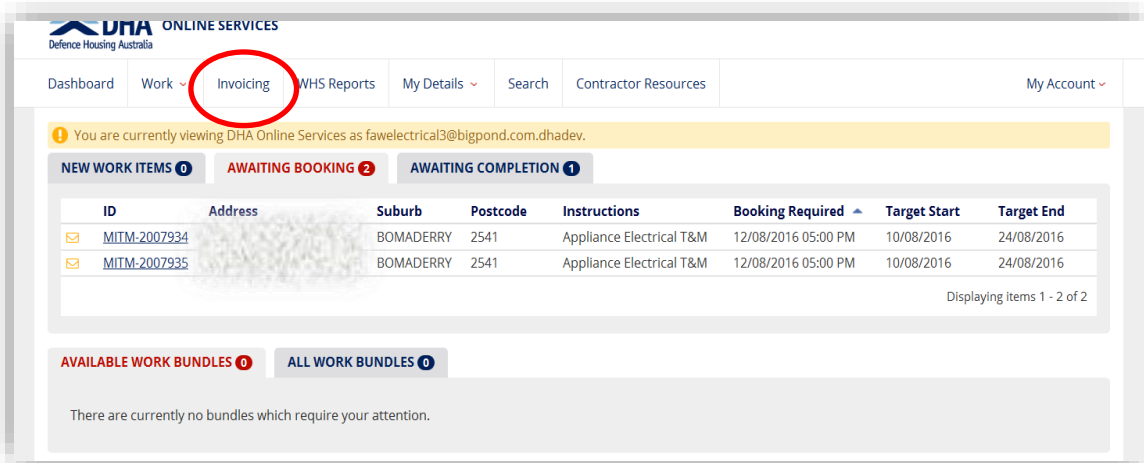 DHA ONLINE SERVICES
Defence Housing Australia
Dashboard Work Invoicing WHS Reports My Details Search Contractor Resources My Account
You are currently viewing DHA Online Services as fawelectrical3@bigpond.com.dhadev.
NEW WORK ITEMS 0 AWAITING BOOKING 2 AWAITING COMPLETION 1
ID Address Suburb Postcode Instructions Booking Required Target Start Target End
MITM-2007934 BOMADERRY 2541 Appliance Electrical T&M 12/08/2016 05:00 PM 10/08/2016 24/08/2016
MITM-2007935 BOMADERRY 2541 Appliance Electrical T&M 12/08/2016 05:00 PM 10/08/2016 24/08/2016
Displaying items 1 - 2 of 2
AVAILABLE WORK BUNDLES 0 ALL WORK BUNDLES 0
There are currently no bundles which require your attention.